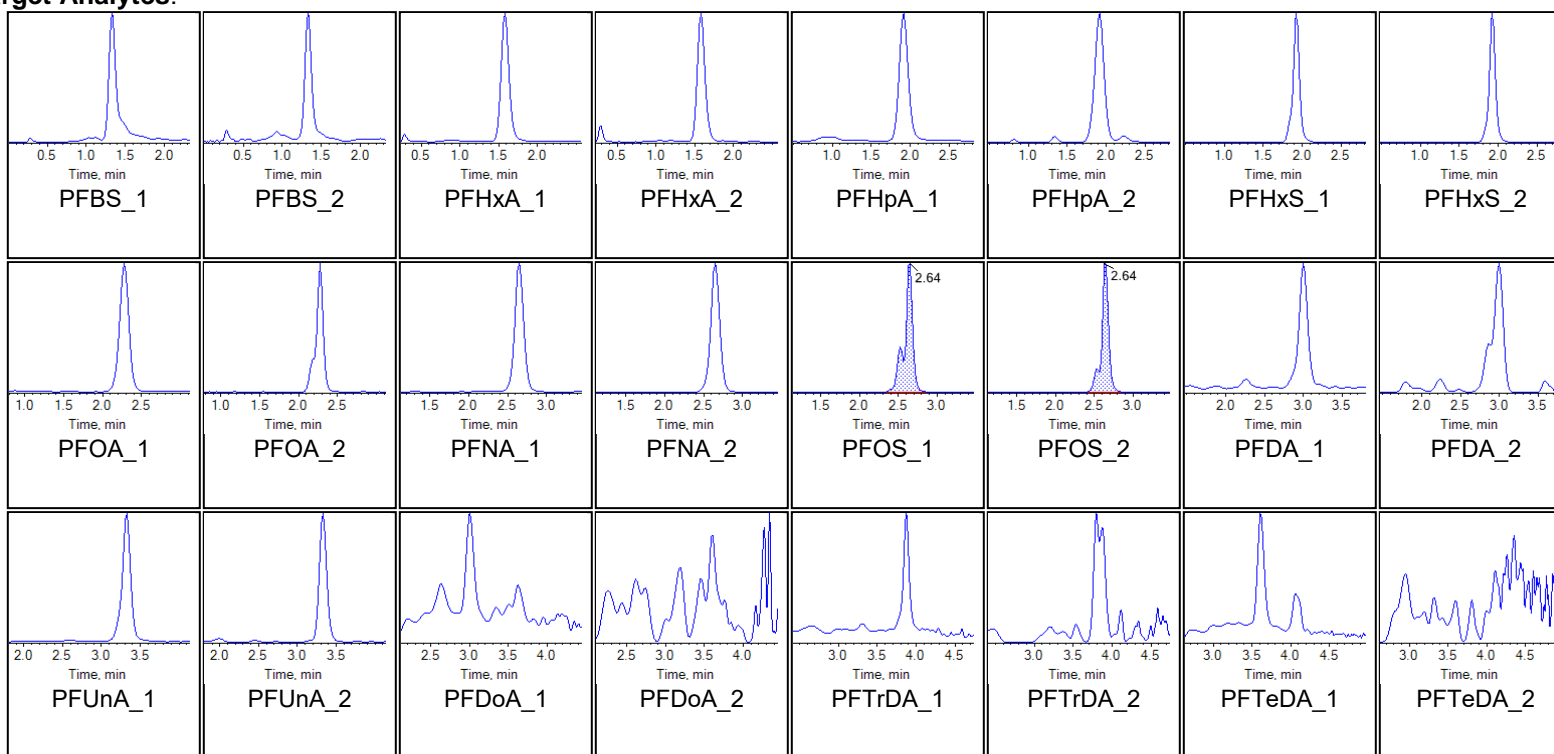 rget Analytes:
0.5 1.0 1.5 2.0 0.5 1.0 1.5 2.0 0.5 1.0 1.5 2.0 0.5 1.0 1.5 2.0 1.0 1.5 2.0 2.5 1.0 1.5 2.0 2.5 1.0 1.5 2.0 2.5 1.0 1.5 2.0 2.5
Time, min Time, min Time, min Time, min Time, min Time, min Time, min Time, min
PFBS_1 PFBS_2 PFHxA_1 PFHxA_2 PFHpA_1 PFHpA_2 PFHxS_1 PFHxS_2
2.64 2.64
1.0 1.5 2.0 2.5 1.0 1.5 2.0 2.5 1.5 2.0 2.5 3.0 1.5 2.0 2.5 3.0 1.5 2.0 2.5 3.0 1.5 2.0 2.5 3.0 2.0 2.5 3.0 3.5 2.0 2.5 3.0 3.5
Time, min Time, min Time, min Time, min Time, min Time, min Time, min Time, min
PFOA_1 PFOA_2 PFNA_1 PFNA_2 PFOS_1 PFOS_2 PFDA_1 PFDA_2
2.0 2.5 3.0 3.5 2.0 2.5 3.0 3.5 2.5 3.0 3.5 4.0 2.5 3.0 3.5 4.0 3.0 3.5 4.0 4.5 3.0 3.5 4.0 4.5 3.0 3.5 4.0 4.5 3.0 3.5 4.0 4.5
Time, min Time, min Time, min Time, min Time, min Time, min Time, min Time, min
PFUnA_1 PFUnA_2 PFDoA_1 PFDoA_2 PFTrDA_1 PFTrDA_2 PFTeDA_1 PFTeDA_2